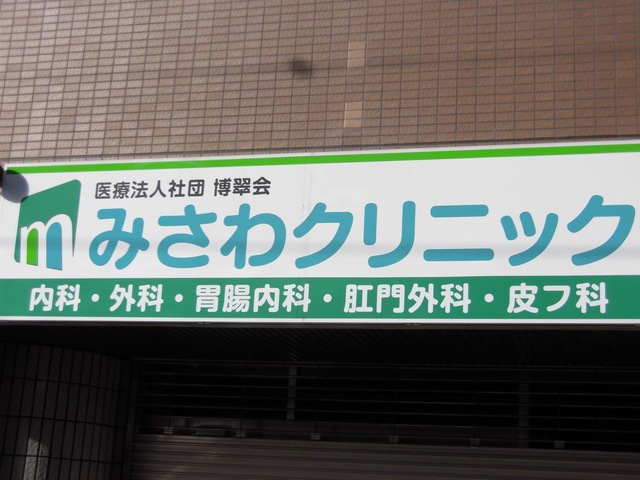 医療法人社団 博翠会
m みさわクリニック
内科・外科・胃腸内科・肛門外科・皮フ科